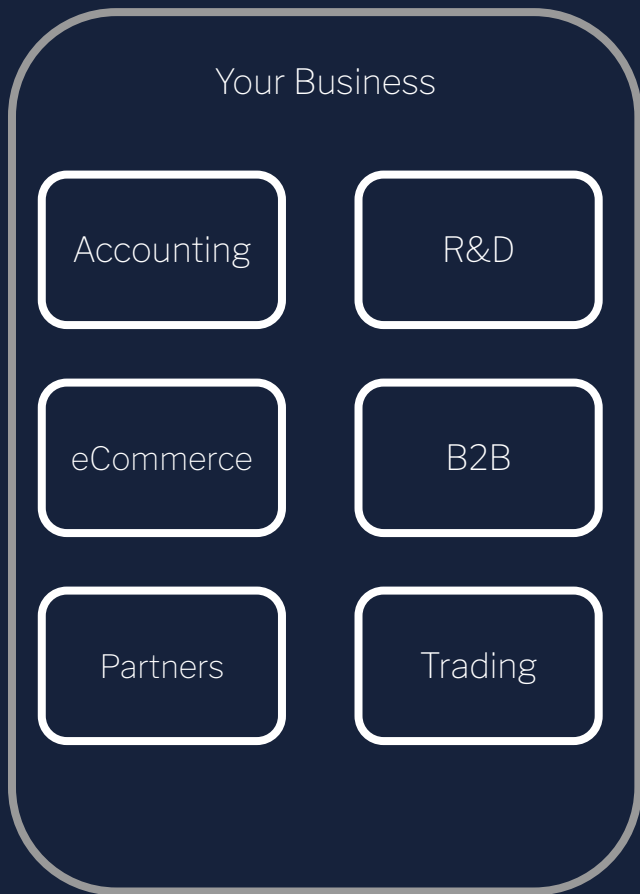 Your Business
Accounting
R&D
eCommerce
B2B
Partners
Trading